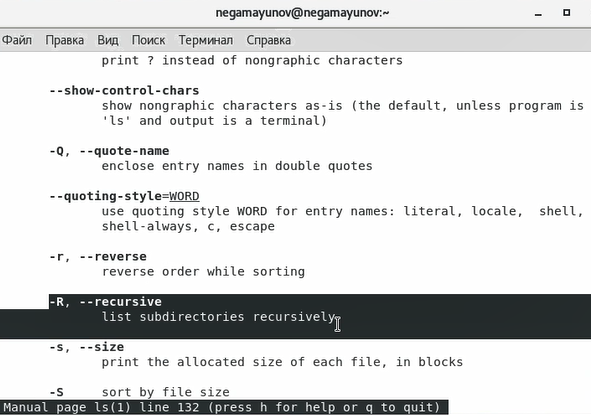 negamayunov@negamayunov:~
Файл Правка Вид Поиск Терминал Справка
print ? instead of nongraphic characters
--show-control-chars
show nongraphic characters as-is (the default, unless program is
'ls' and output is a terminal)
-Q, --quote-name
enclose entry names in double quotes
--quoting-style=WORD
use quoting style WORD for entry names: literal, locale, shell,
shell-always, c, escape
-r, --reverse
reverse order while sorting
-R, --recursive
list subdirectories recursively
-s, --size
print the allocated size of each file, in blocks
-S sort by file size
Manual page ls(1) line 132 (press h for help or q to quit)